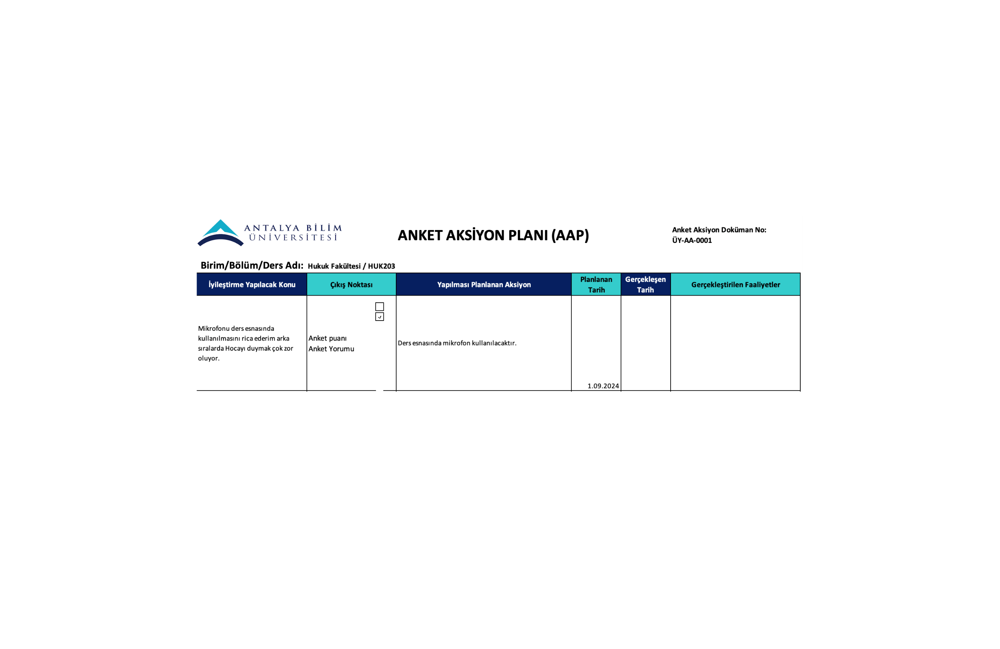 ANTALYA BİLİM
ÜNİVERSİTESİ
ANKET AKSİYON PLANI (AAP)
Anket Aksiyon Doküman No:
ÜY-AA-0001
Birim/Bölüm/Ders Adı: Hukuk Fakültesi / HUK203
İyileştirme Yapılacak Konu
Çıkış Noktası
Yapılması Planlanan Aksiyon
Planlanan
Tarih
Gerçekleşen
Tarih
Gerçekleştirilen Faaliyetler
Mikrofonu ders esnasında
kullanılmasını rica ederim arka
sıralarda Hocayı duymak çok zor
oluyor.
Anket puanı
Anket Yorumu
Ders esnasında mikrofon kullanılacaktır.
1.09.2024